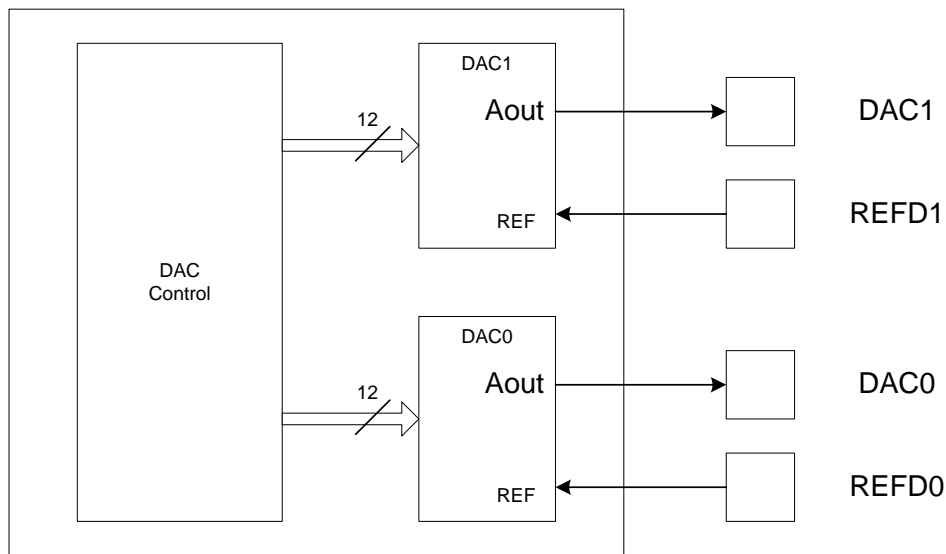 DAC1
12
Aout
DAC1
REF
REFD1
DAC
Control
DAC0
12
Aout
DAC0
REF
REFD0